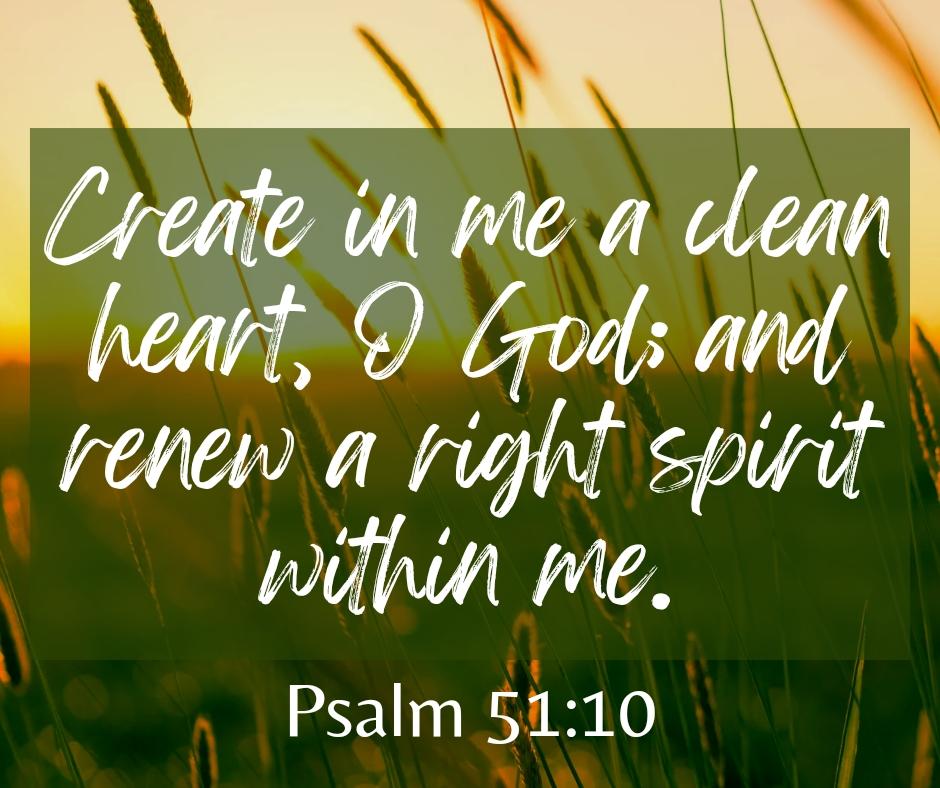 Create in me a clean
heart, O God; and
renew a right spirit
within me.
Psalm 51:10